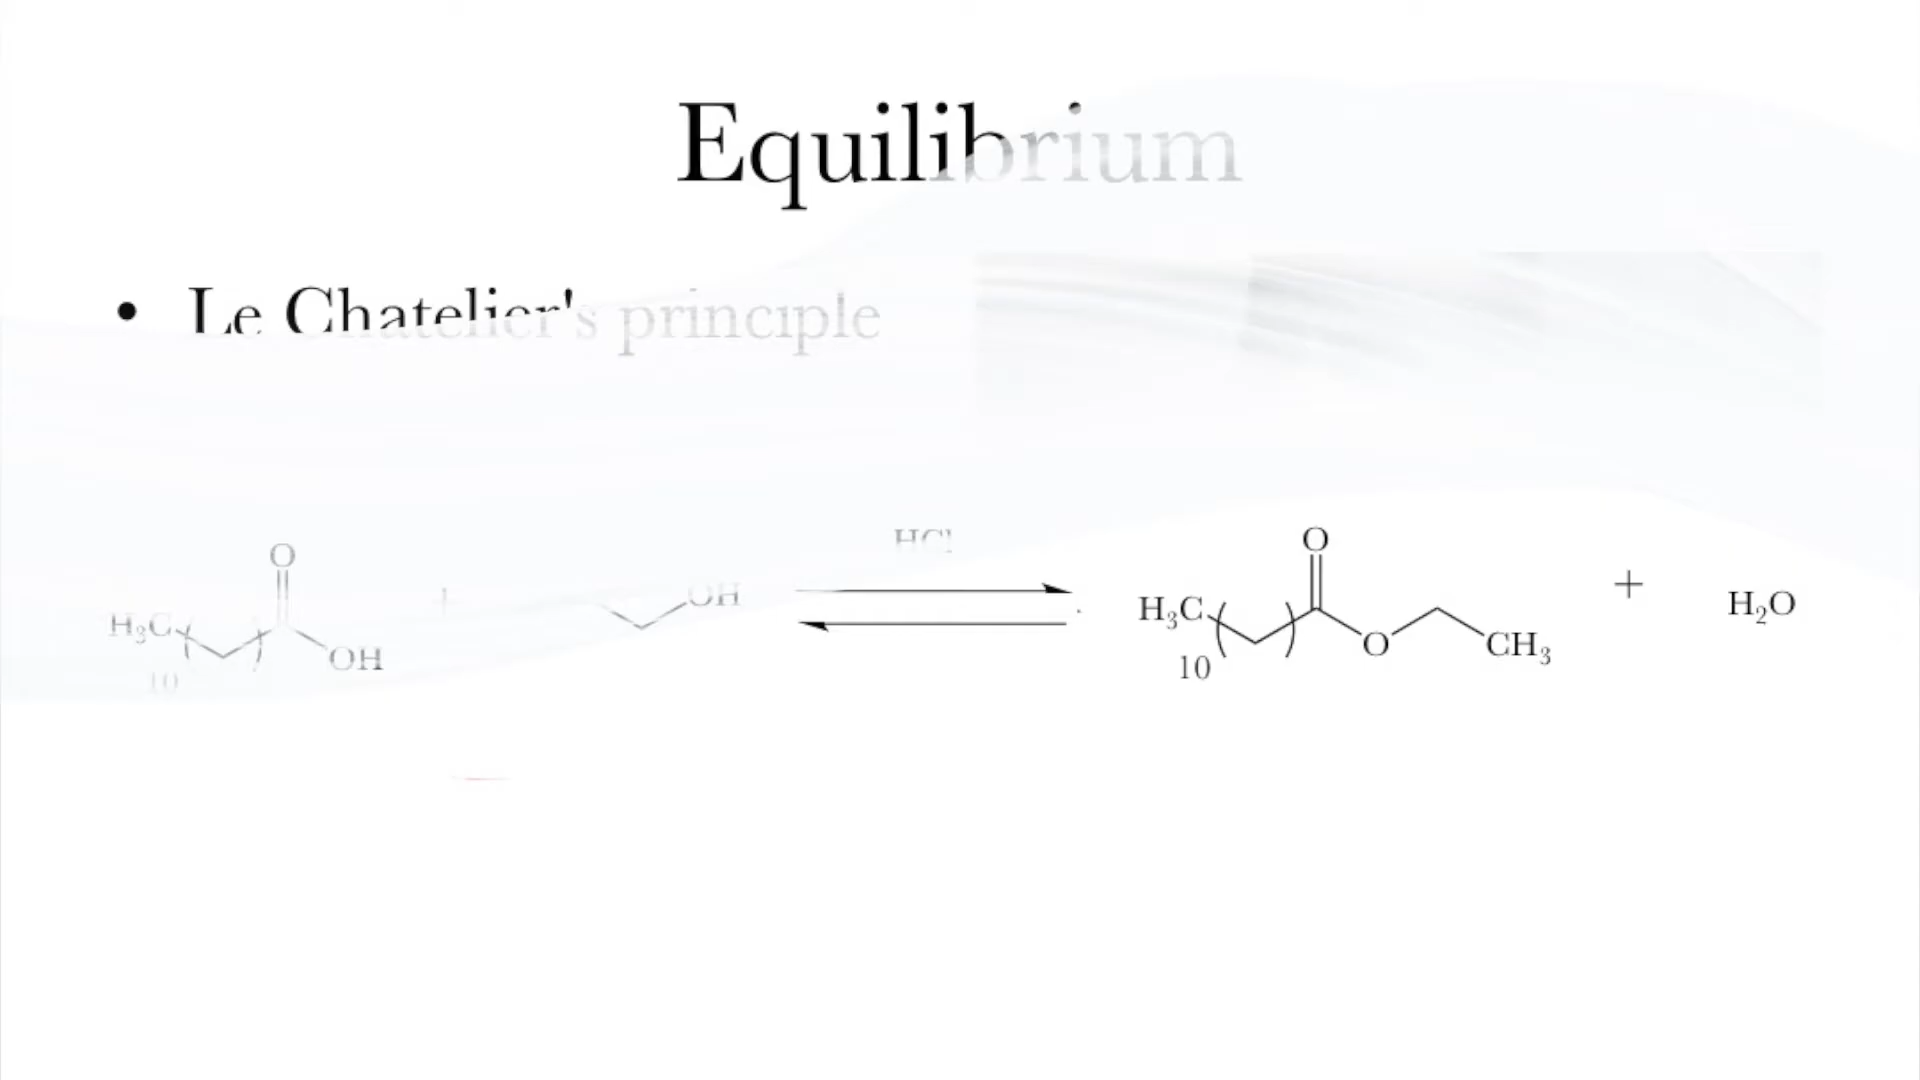 Equilibrium
• Le Chatelier's principle
HCl
O
O
H₃C
OH
+
OH
H₃C
O
CH₃
+
H₂O
10
10